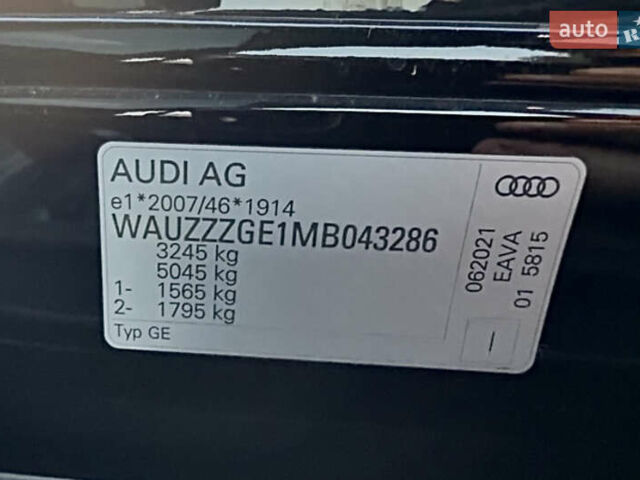 auto
R
AUDI AG
e1*2007/46*1914
WAUZZZGE1MB043286
3245 kg
5045 kg
1- 1565 kg
2- 1795 kg
Typ GE
062021
EAVA
01 5815